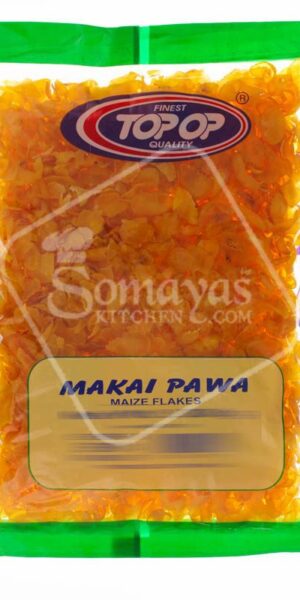 FINEST
TOP OP
®
QUALITY
Somayas
KITCHEN.COM
MAKAI PAWA
MAIZE FLAKES